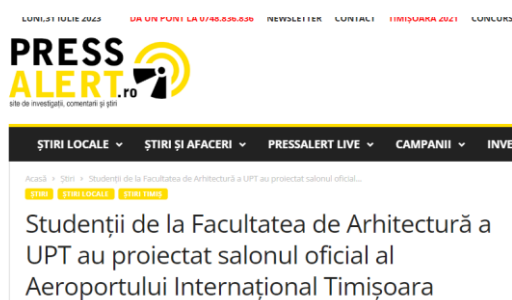 LUNI,31 IULIE 2023 DA UN PONT LA 0748.836.836 NEWSLETTER CONTACT TIMIȘOARA 2021 CONCURS
PRESS
ALERT.ro
site de investigații, comentarii și știri
ȘTIRI LOCALE ȘTIRI ȘI AFACERI PRESSALERT LIVE CAMPANII INVE
Acasă › Știri › Studenții de la Facultatea de Arhitectură a UPT au proiectat salonul oficial...
ȘTIRI ȘTIRI LOCALE ȘTIRI TIMIȘ
Studenții de la Facultatea de Arhitectură a
UPT au proiectat salonul oficial al
Aeroportului Internațional Timișoara